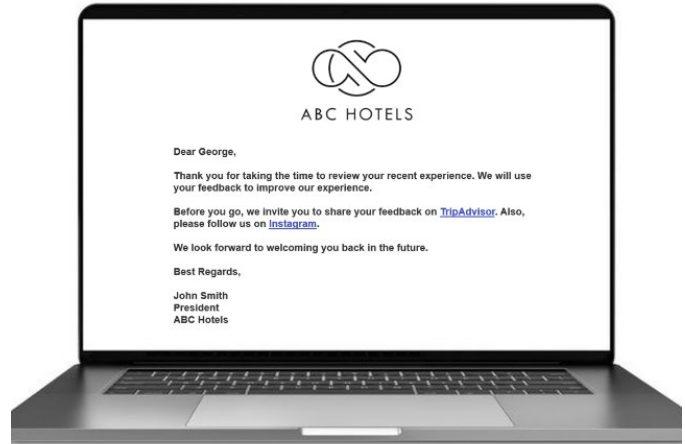 ABC HOTELS
Dear George,
Thank you for taking the time to review your recent experience. We will use
your feedback to improve our experience.
Before you go, we invite you to share your feedback on TripAdvisor. Also,
please follow us on Instagram.
We look forward to welcoming you back in the future.
Best Regards,
John Smith
President
ABC Hotels